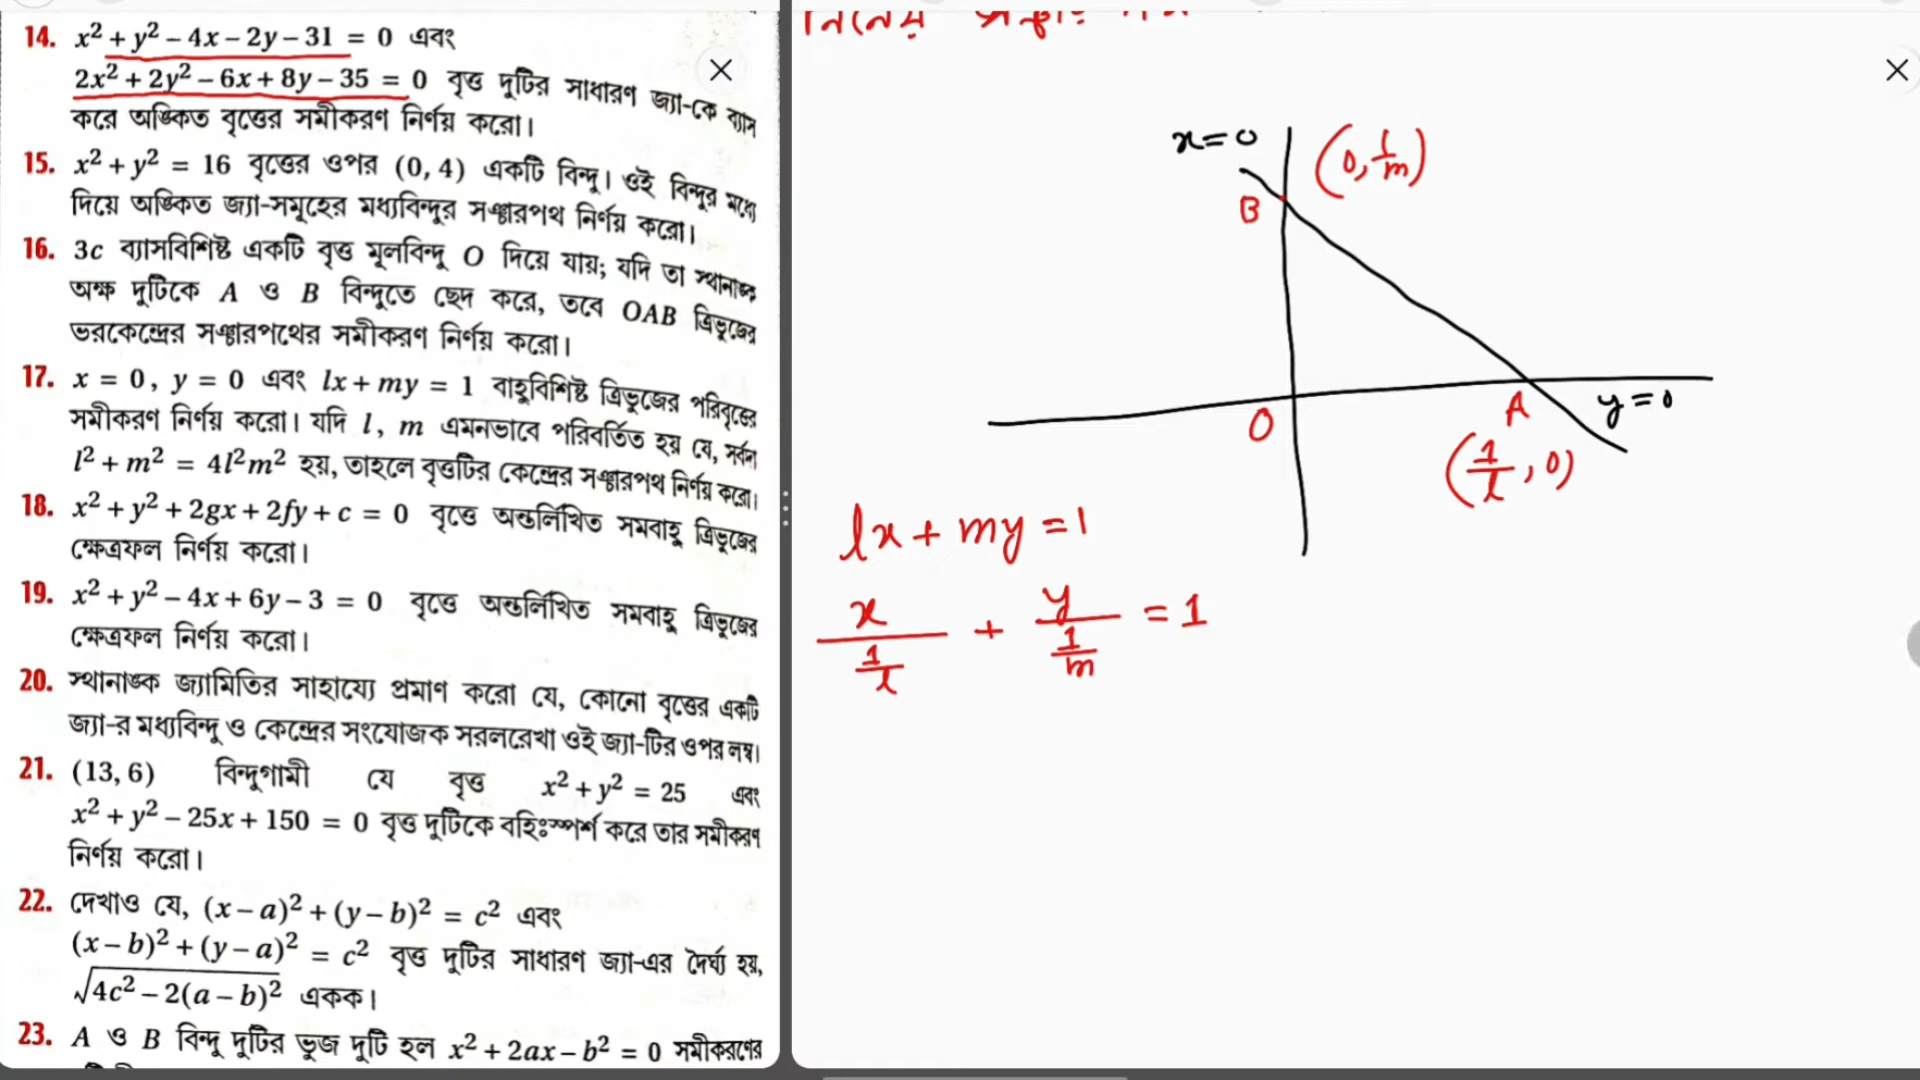 14. x² + y² – 4x – 2y – 31 = 0 এবং
2x² + 2y² – 6x + 8y – 35 = 0 বৃত্ত দুটির সাধারণ জ্যা-কে ব্যাস
করে অঙ্কিত বৃত্তের সমীকরণ নির্ণয় করো।
15. x² + y² = 16 বৃত্তের ওপর (0, 4) একটি বিন্দু। ওই বিন্দুর মধ্যে
দিয়ে অঙ্কিত জ্যা-সমূহের মধ্যবিন্দুর সঞ্চারপথ নির্ণয় করো।
16. 3c ব্যাসবিশিষ্ট একটি বৃত্ত মূলবিন্দু O দিয়ে যায়; যদি তা স্থানাঙ্ক
অক্ষ দুটিকে A ও B বিন্দুতে ছেদ করে, তবে OAB ত্রিভুজের
ভরকেন্দ্রের সঞ্চারপথের সমীকরণ নির্ণয় করো।
17. x = 0, y = 0 এবং lx + my = 1 বাহুবিশিষ্ট ত্রিভুজের পরিবৃত্তের
সমীকরণ নির্ণয় করো। যদি l, m এমনভাবে পরিবর্তিত হয় যে, সর্বদা
l² + m² = 4l²m² হয়, তাহলে বৃত্তটির কেন্দ্রের সঞ্চারপথ নির্ণয় করো।
18. x² + y² + 2gx + 2fy + c = 0 বৃত্তে অন্তর্লিখিত সমবাহু ত্রিভুজের
ক্ষেত্রফল নির্ণয় করো।
19. x² + y² – 4x + 6y – 3 = 0 বৃত্তে অন্তর্লিখিত সমবাহু ত্রিভুজের
ক্ষেত্রফল নির্ণয় করো।
20. স্থানাঙ্ক জ্যামিতির সাহায্যে প্রমাণ করো যে, কোনো বৃত্তের একটি
জ্যা-র মধ্যবিন্দু ও কেন্দ্রের সংযোজক সরলরেখা ওই জ্যা-টির ওপর লম্ব।
21. (13, 6) বিন্দুগামী যে বৃত্ত x² + y² = 25 এবং
x² + y² – 25x + 150 = 0 বৃত্ত দুটিকে বহিঃস্পর্শ করে তার সমীকরণ
নির্ণয় করো।
22. দেখাও যে, (x – a)² + (y – b)² = c² এবং
(x – b)² + (y – a)² = c² বৃত্ত দুটির সাধারণ জ্যা-এর দৈর্ঘ্য হয়,
√4c² – 2(a – b)² একক।
23. A ও B বিন্দু দুটির ভুজ দুটি হল x² + 2ax – b² = 0 সমীকরণের
x = 0
(0, 1/m)
B
O
A
y = 0
(1/l, 0)
lx + my = 1
x/(1/l) + y/(1/m) = 1